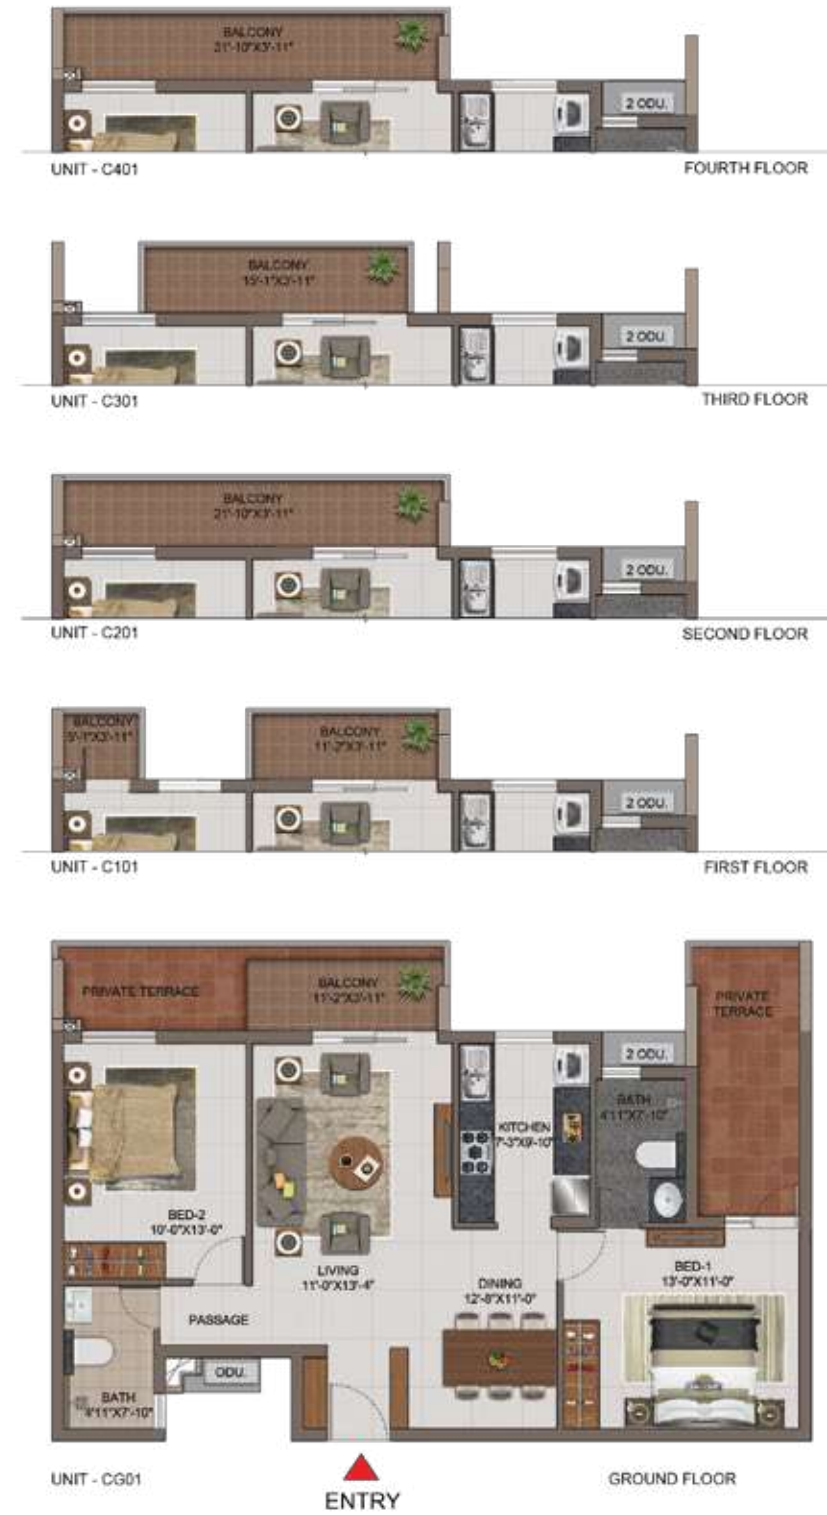 BALCONY
21'-10"X3'-11"
2 ODU.
UNIT - C401
FOURTH FLOOR
BALCONY
15'-1"X3'-11"
2 ODU.
UNIT - C301
THIRD FLOOR
BALCONY
21'-10"X3'-11"
2 ODU.
UNIT - C201
SECOND FLOOR
BALCONY
5'-1"X3'-11"
BALCONY
11'-2"X3'-11"
2 ODU.
UNIT - C101
FIRST FLOOR
PRIVATE TERRACE
BALCONY
11'-2"X3'-11"
PRIVATE
TERRACE
2 ODU.
BATH
4'11"X7'-10"
KITCHEN
7'-3"X9'-10"
BED-2
10'-0"X13'-0"
LIVING
11'-0"X13'-4"
DINING
12'-8"X11'-0"
BED-1
13'-0"X11'-0"
PASSAGE
ODU.
BATH
4'11"X7'-10"
UNIT - CG01
GROUND FLOOR
ENTRY